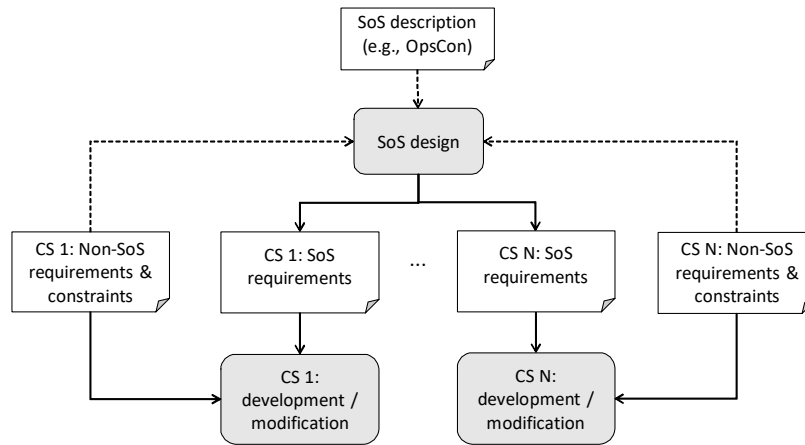 SoS description
(e.g., OpsCon)
SoS design
CS 1: Non-SoS
requirements &
constraints
CS 1: SoS
requirements
...
CS N: SoS
requirements
CS N: Non-SoS
requirements &
constraints
CS 1:
development /
modification
CS N:
development /
modification